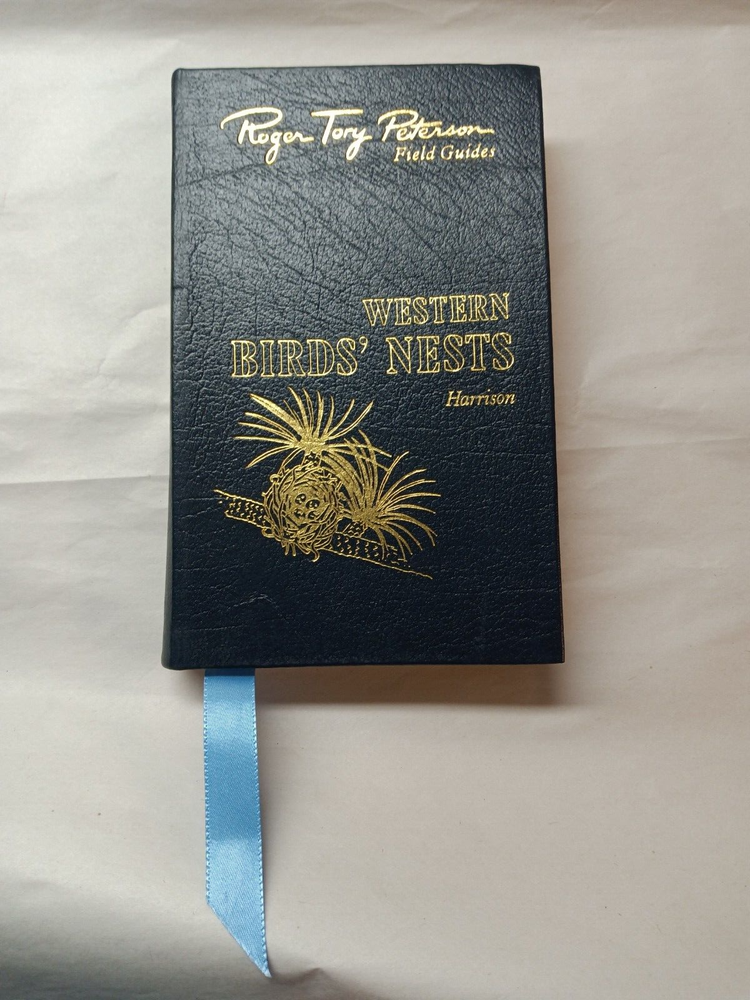 Roger Tory Peterson
Field Guides
WESTERN
BIRDS' NESTS
Harrison